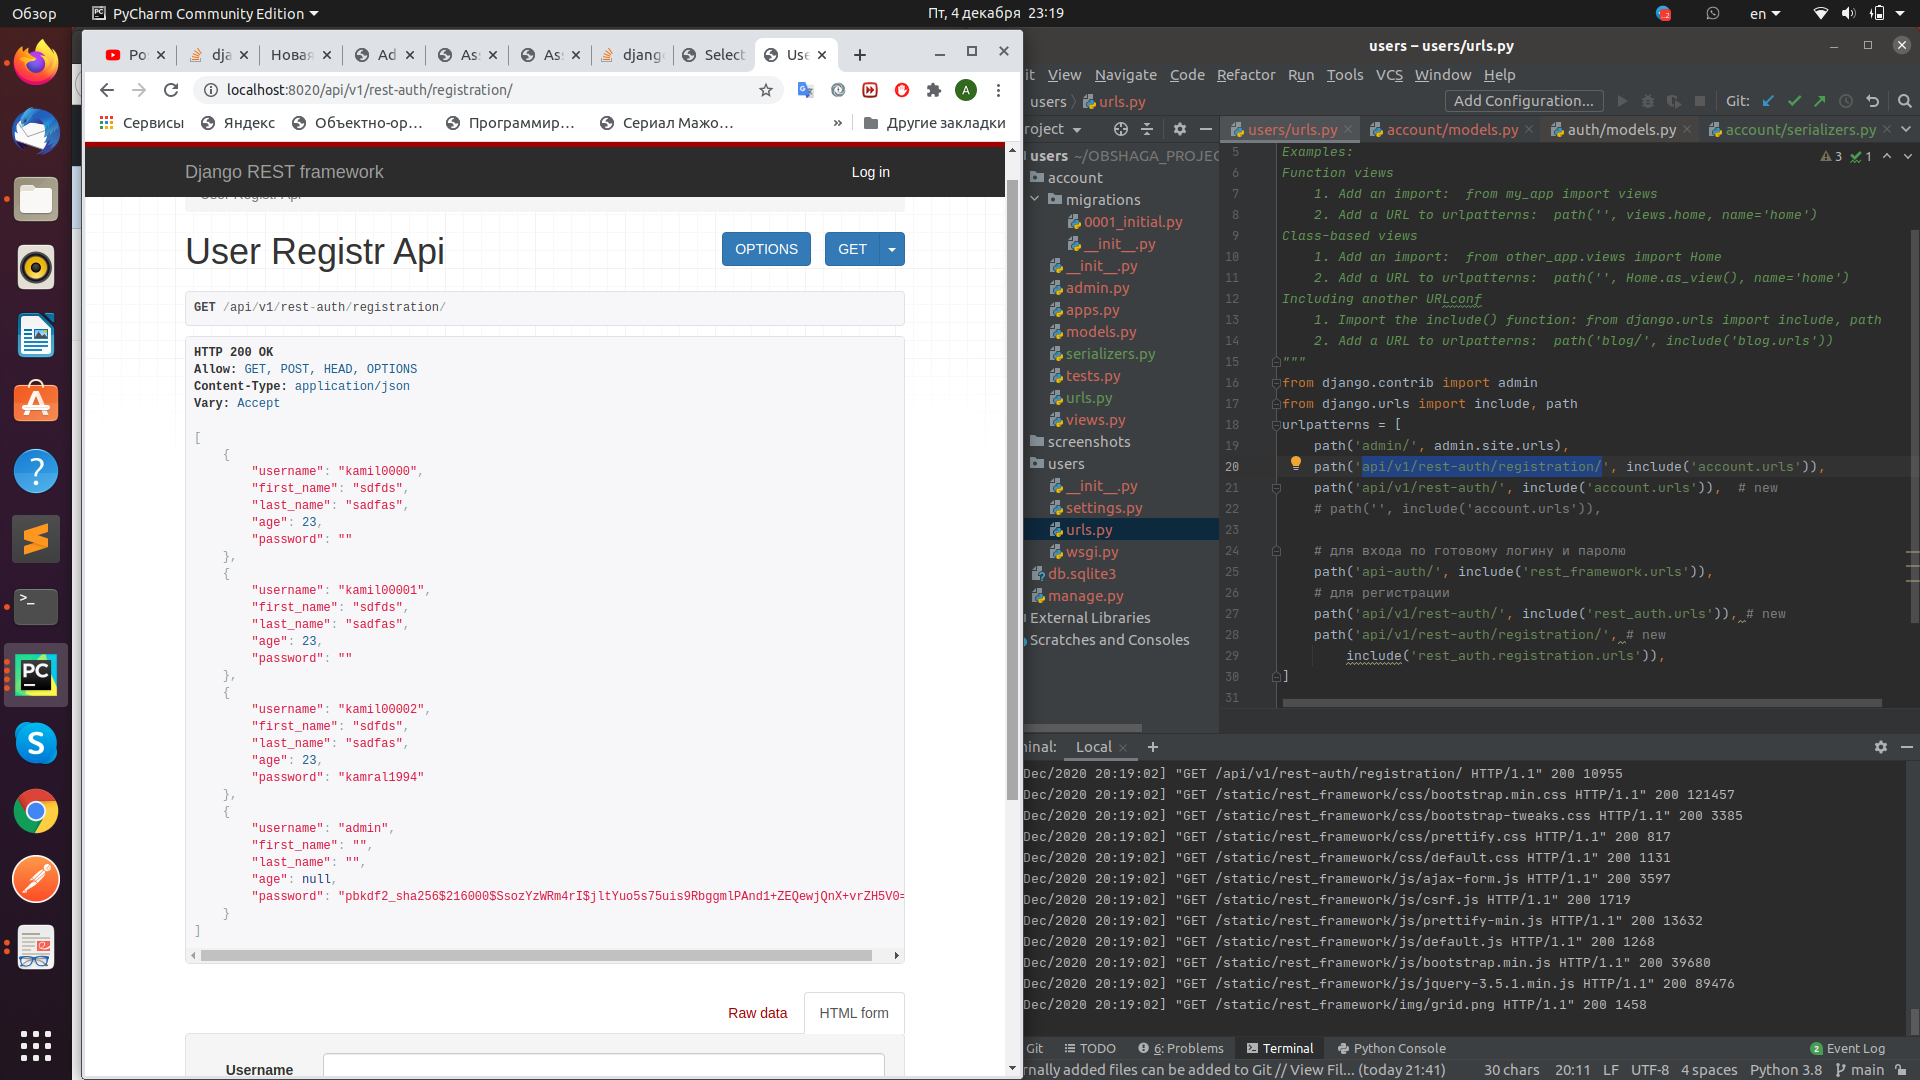 Обзор
PyCharm Community Edition
Пт, 4 декабря 23:19
en
Po
dja
Новая
Ad
As
As
djang
Select
Use
localhost:8020/api/v1/rest-auth/registration/
A
Сервисы
Яндекс
Объектно-ор...
Программир...
Сериал Мажо...
»
Другие закладки
Django REST framework
Log in
User Registr Api
User Registr Api
OPTIONS
GET
GET /api/v1/rest-auth/registration/
HTTP 200 OK
Allow: GET, POST, HEAD, OPTIONS
Content-Type: application/json
Vary: Accept
[
{
"username": "kamil0000",
"first_name": "sdfds",
"last_name": "sadfas",
"age": 23,
"password": ""
},
{
"username": "kamil00001",
"first_name": "sdfds",
"last_name": "sadfas",
"age": 23,
"password": ""
},
{
"username": "kamil00002",
"first_name": "sdfds",
"last_name": "sadfas",
"age": 23,
"password": "kamral1994"
},
{
"username": "admin",
"first_name": "",
"last_name": "",
"age": null,
"password": "pbkdf2_sha256$216000$SsozYzWRm4rI$jltYuo5s75uis9RbggmlPAnd1+ZEQewjQnX+vrZH5V0=
}
]
Raw data
HTML form
Username
users – users/urls.py
it View Navigate Code Refactor Run Tools VCS Window Help
users
urls.py
Add Configuration...
Git:
roject
users/urls.py
account/models.py
auth/models.py
account/serializers.py
users ~/OBSHAGA_PROJEC
account
migrations
0001_initial.py
__init__.py
__init__.py
admin.py
apps.py
models.py
serializers.py
tests.py
urls.py
views.py
screenshots
users
__init__.py
settings.py
urls.py
wsgi.py
db.sqlite3
manage.py
External Libraries
Scratches and Consoles
3 1
5 Examples:
6 Function views
7 1. Add an import: from my_app import views
8 2. Add a URL to urlpatterns: path('', views.home, name='home')
9 Class-based views
10 1. Add an import: from other_app.views import Home
11 2. Add a URL to urlpatterns: path('', Home.as_view(), name='home')
12 Including another URLconf
13 1. Import the include() function: from django.urls import include, path
14 2. Add a URL to urlpatterns: path('blog/', include('blog.urls'))
15 """
16 from django.contrib import admin
17 from django.urls import include, path
18 urlpatterns = [
19 path('admin/', admin.site.urls),
20 path('api/v1/rest-auth/registration/', include('account.urls')),
21 path('api/v1/rest-auth/', include('account.urls')), # new
22 # path('', include('account.urls')),
23
24 # для входа по готовому логину и паролю
25 path('api-auth/', include('rest_framework.urls')),
26 # для регистрации
27 path('api/v1/rest-auth/', include('rest_auth.urls')), # new
28 path('api/v1/rest-auth/registration/', # new
29 include('rest_auth.registration.urls')),
30 ]
31
inal:
Local
Dec/2020 20:19:02] "GET /api/v1/rest-auth/registration/ HTTP/1.1" 200 10955
Dec/2020 20:19:02] "GET /static/rest_framework/css/bootstrap.min.css HTTP/1.1" 200 121457
Dec/2020 20:19:02] "GET /static/rest_framework/css/bootstrap-tweaks.css HTTP/1.1" 200 3385
Dec/2020 20:19:02] "GET /static/rest_framework/css/prettify.css HTTP/1.1" 200 817
Dec/2020 20:19:02] "GET /static/rest_framework/css/default.css HTTP/1.1" 200 1131
Dec/2020 20:19:02] "GET /static/rest_framework/js/ajax-form.js HTTP/1.1" 200 3597
Dec/2020 20:19:02] "GET /static/rest_framework/js/csrf.js HTTP/1.1" 200 1719
Dec/2020 20:19:02] "GET /static/rest_framework/js/prettify-min.js HTTP/1.1" 200 13632
Dec/2020 20:19:02] "GET /static/rest_framework/js/default.js HTTP/1.1" 200 1268
Dec/2020 20:19:02] "GET /static/rest_framework/js/bootstrap.min.js HTTP/1.1" 200 39680
Dec/2020 20:19:02] "GET /static/rest_framework/js/jquery-3.5.1.min.js HTTP/1.1" 200 89476
Dec/2020 20:19:02] "GET /static/rest_framework/img/grid.png HTTP/1.1" 200 1458
Git
TODO
6: Problems
Terminal
Python Console
2 Event Log
rnally added files can be added to Git // View Fil... (today 21:41)
30 chars 20:11 LF UTF-8 4 spaces Python 3.8 main